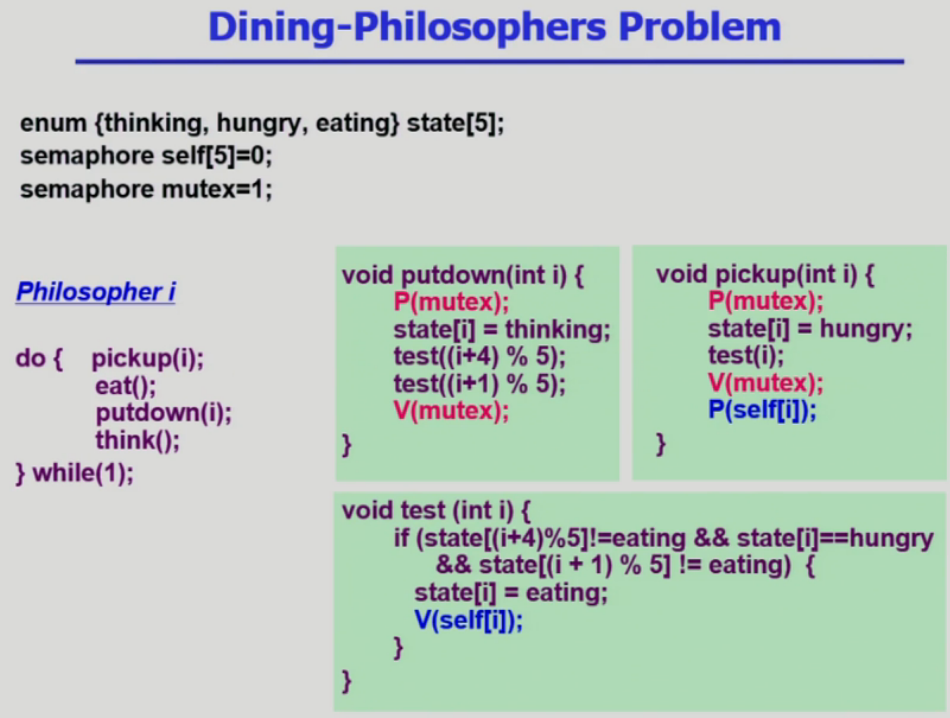 Dining-Philosophers Problem
enum {thinking, hungry, eating} state[5];
semaphore self[5]=0;
semaphore mutex=1;
Philosopher i
do { pickup(i);
eat();
putdown(i);
think();
} while(1);
void putdown(int i) {
P(mutex);
state[i] = thinking;
test((i+4) % 5);
test((i+1) % 5);
V(mutex);
}
void pickup(int i) {
P(mutex);
state[i] = hungry;
test(i);
V(mutex);
P(self[i]);
}
void test (int i) {
if (state[(i+4)%5]!=eating && state[i]==hungry
&& state[(i + 1) % 5] != eating) {
state[i] = eating;
V(self[i]);
}
}